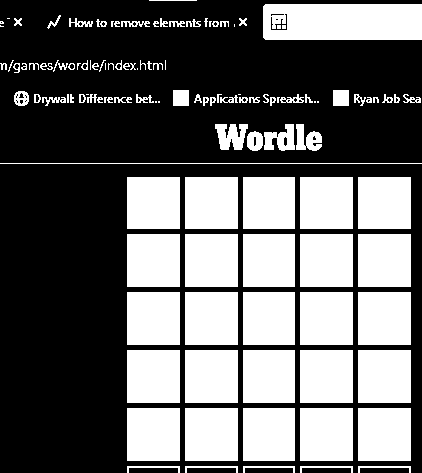 e
How to remove elements from
m/games/wordle/index.html
Drywall: Difference bet... Applications Spreadsh... Ryan Job Sea
Wordle